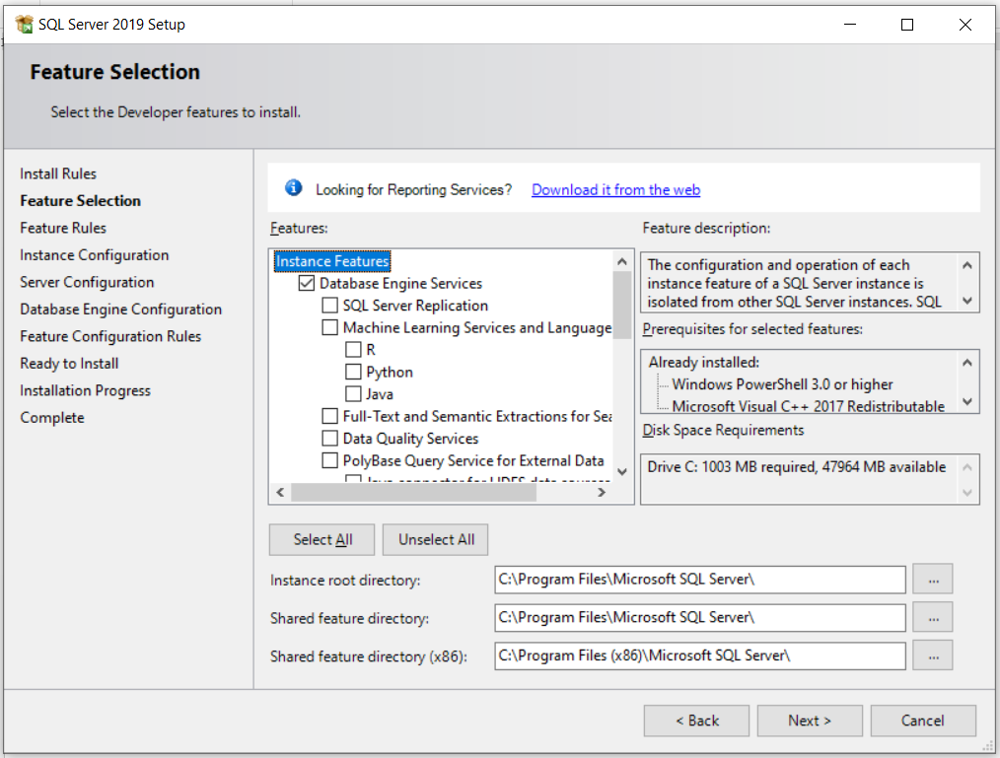 SQL Server 2019 Setup
Feature Selection
Select the Developer features to install.
Install Rules
Feature Selection
Feature Rules
Instance Configuration
Server Configuration
Database Engine Configuration
Feature Configuration Rules
Ready to Install
Installation Progress
Complete
Looking for Reporting Services? Download it from the web
Features:
Instance Features
Database Engine Services
SQL Server Replication
Machine Learning Services and Language
R
Python
Java
Full-Text and Semantic Extractions for Sea
Data Quality Services
PolyBase Query Service for External Data
Java connector for HDFS data sources
Feature description:
The configuration and operation of each
instance feature of a SQL Server instance is
isolated from other SQL Server instances. SQL
Prerequisites for selected features:
Already installed:
Windows PowerShell 3.0 or higher
Microsoft Visual C++ 2017 Redistributable
Disk Space Requirements
Drive C: 1003 MB required, 47964 MB available
Select All
Unselect All
Instance root directory:
C:\Program Files\Microsoft SQL Server\
...
Shared feature directory:
C:\Program Files\Microsoft SQL Server\
...
Shared feature directory (x86):
C:\Program Files (x86)\Microsoft SQL Server\
...
< Back
Next >
Cancel